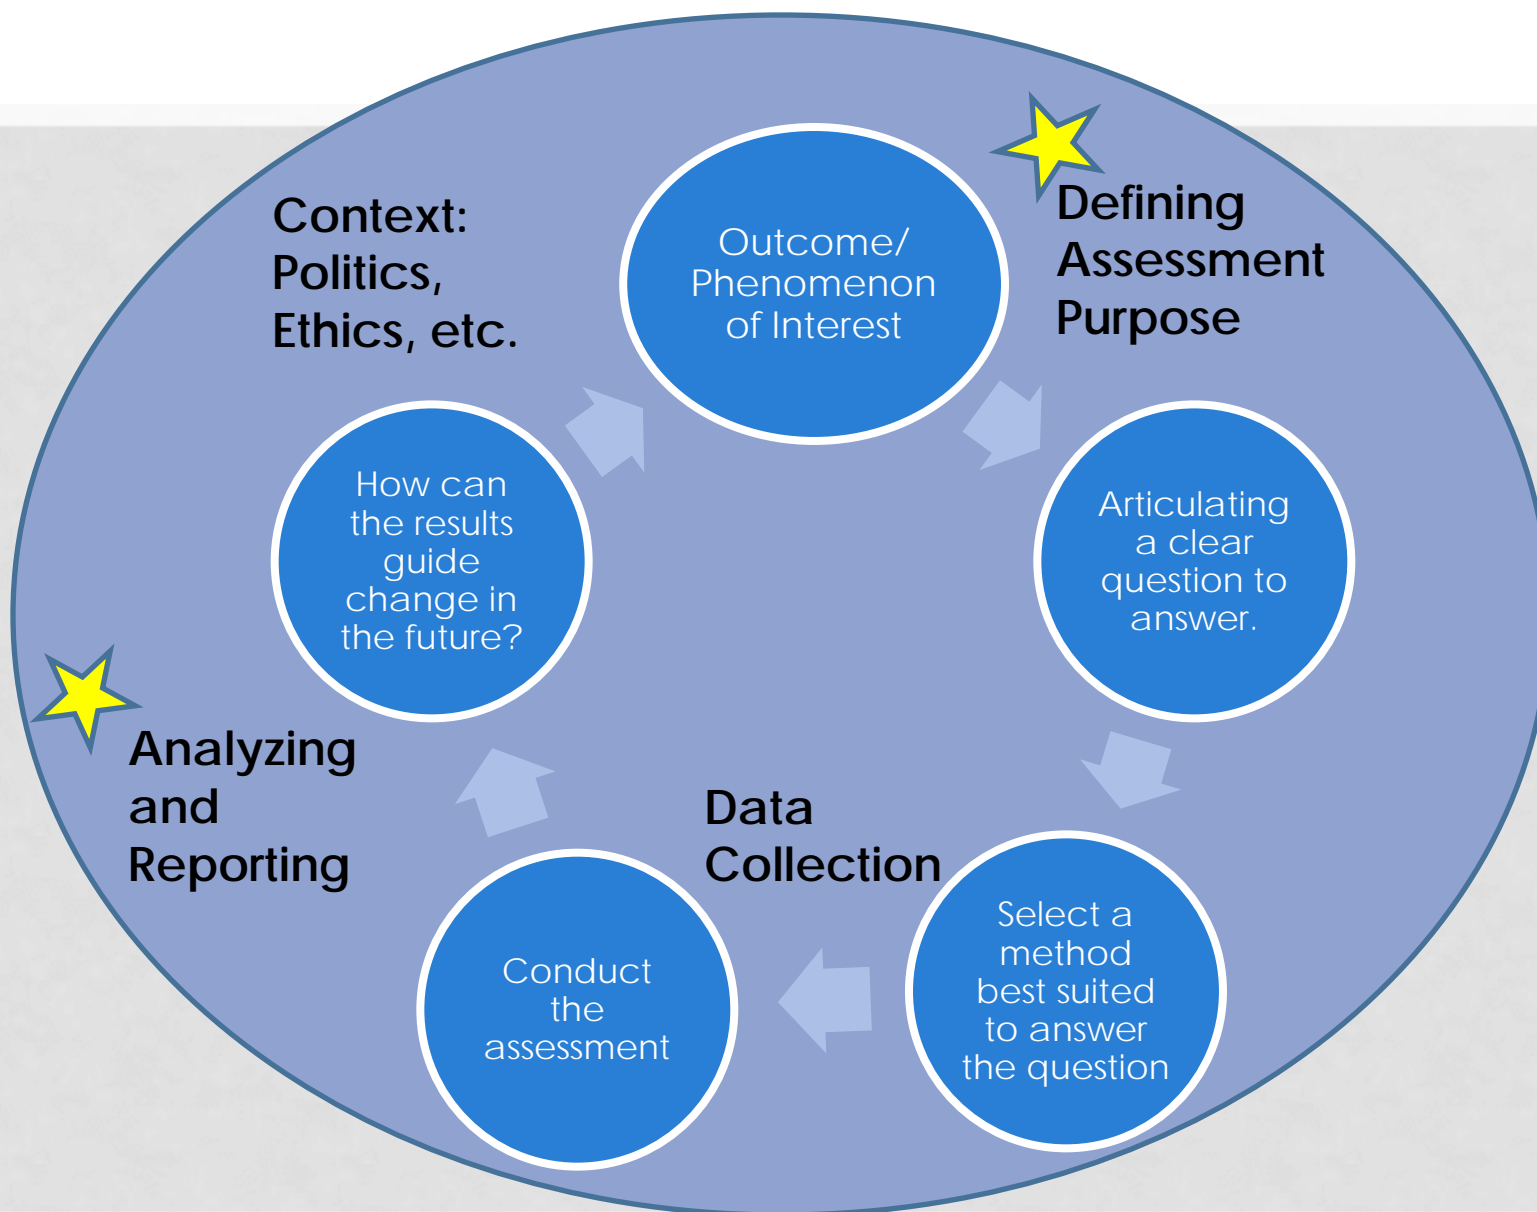 Context:
Politics,
Ethics, etc.
Outcome/
Phenomenon
of Interest
Defining
Assessment
Purpose
Articulating
a clear
question to
answer.
Select a
method
best suited
to answer
the question
Data
Collection
Conduct
the
assessment
Analyzing
and
Reporting
How can
the results
guide
change in
the future?